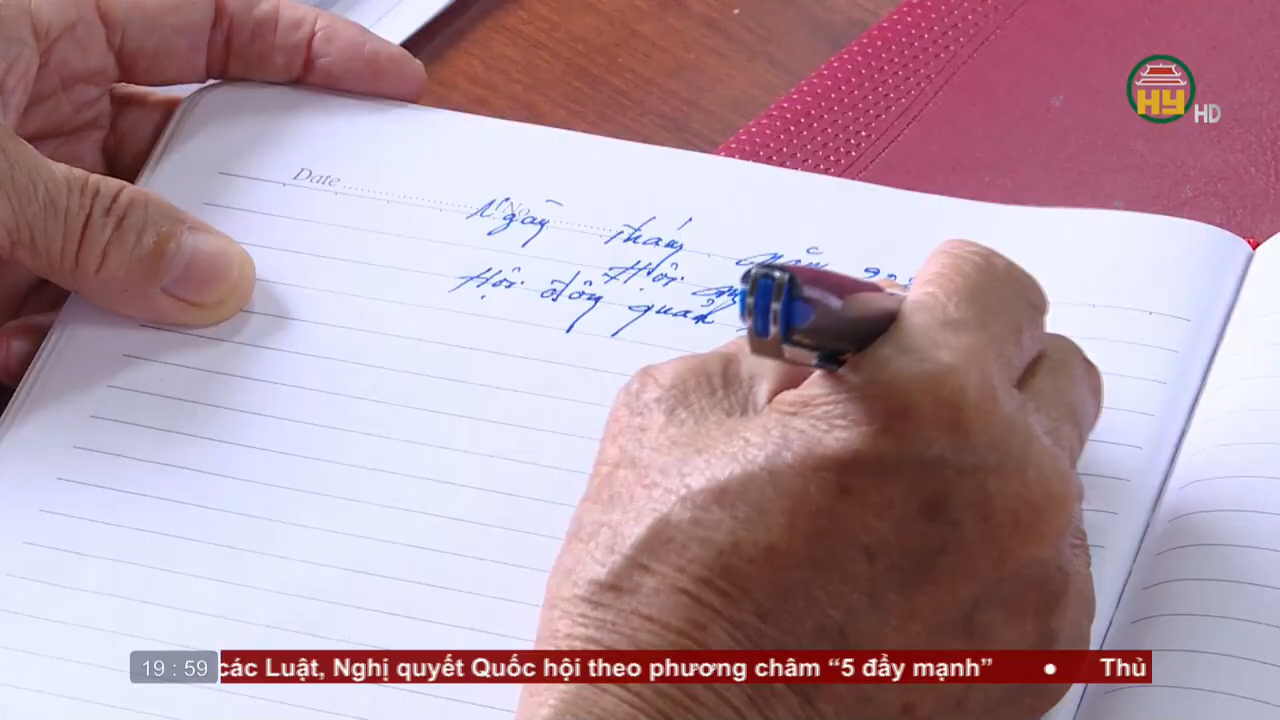 HY HD
Date No
Ngày tháng năm
Hội
Hội đồng quản
19 : 59 các Luật, Nghị quyết Quốc hội theo phương châm “5 đẩy mạnh” • Thủ